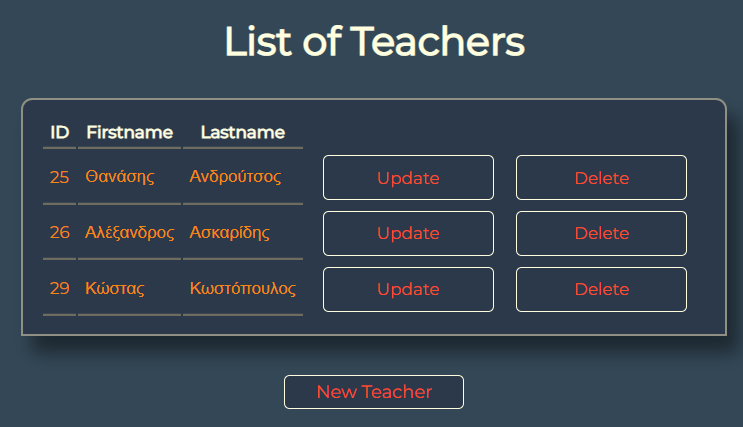 List of Teachers
ID Firstname Lastname
25 Θανάσης Ανδρούτσος Update Delete
26 Αλέξανδρος Ασκαρίδης Update Delete
29 Κώστας Κωστόπουλος Update Delete
New Teacher